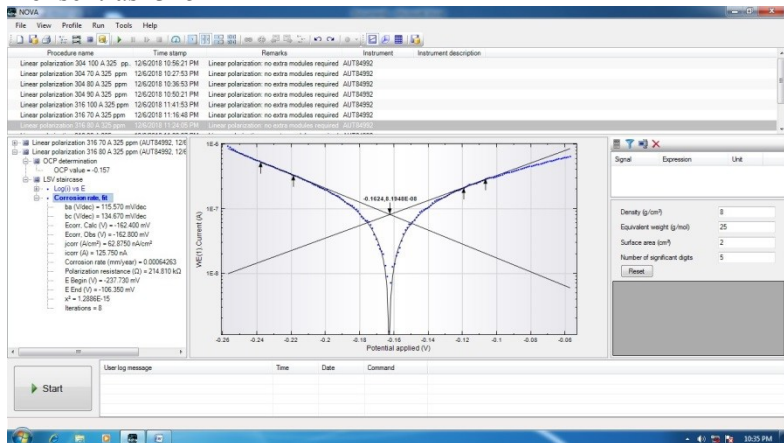 NOVA
File View Profile Run Tools Help
Procedure name Time stamp Remarks Instrument Instrument description
Linear polarization 304 100 A 325 pp. 12/6/2018 10:56:21 PM Linear polarization: no extra modules required AUT84992
Linear polarization 304 70 A 325 ppm 12/6/2018 10:27:53 PM Linear polarization: no extra modules required AUT84992
Linear polarization 304 80 A 325 ppm 12/6/2018 10:36:53 PM Linear polarization: no extra modules required AUT84992
Linear polarization 304 90 A 325 ppm 12/6/2018 10:50:21 PM Linear polarization: no extra modules required AUT84992
Linear polarization 316 100 A 325 ppm 12/6/2018 11:41:53 PM Linear polarization: no extra modules required AUT84992
Linear polarization 316 70 A 325 ppm 12/6/2018 11:16:48 PM Linear polarization: no extra modules required AUT84992
Linear polarization 316 70 A 325 ppm (AUT84992, 12/6
Linear polarization 316 80 A 325 ppm (AUT84992, 12/6
OCP determination
OCP value = -0.157
LSV staircase
Log(i) vs E
Corrosion rate, fit
ba (V/dec) = 115.570 mV/dec
bc (V/dec) = 134.670 mV/dec
Ecorr, Calc (V) = -162.400 mV
Ecorr, Obs (V) = -162.800 mV
jcorr (A/cm²) = 62.8750 nA/cm²
icorr (A) = 125.750 nA
Corrosion rate (mm/year) = 0.00064263
Polarization resistance (Ω) = 214.810 kΩ
E Begin (V) = -237.730 mV
E End (V) = -106.350 mV
x² = 1.2886E-15
Iterations = 8
1E-6
1E-7
1E-8
WE(1).Current (A)
-0.26 -0.24 -0.22 -0.2 -0.18 -0.16 -0.14 -0.12 -0.1 -0.08 -0.06
Potential applied (V)
Signal Expression Unit
Density (g/cm³) 8
Equivalent weight (g/mol) 25
Surface area (cm²) 2
Number of significant digits 5
Reset
Start
User log message Time Date Command
10:35 PM